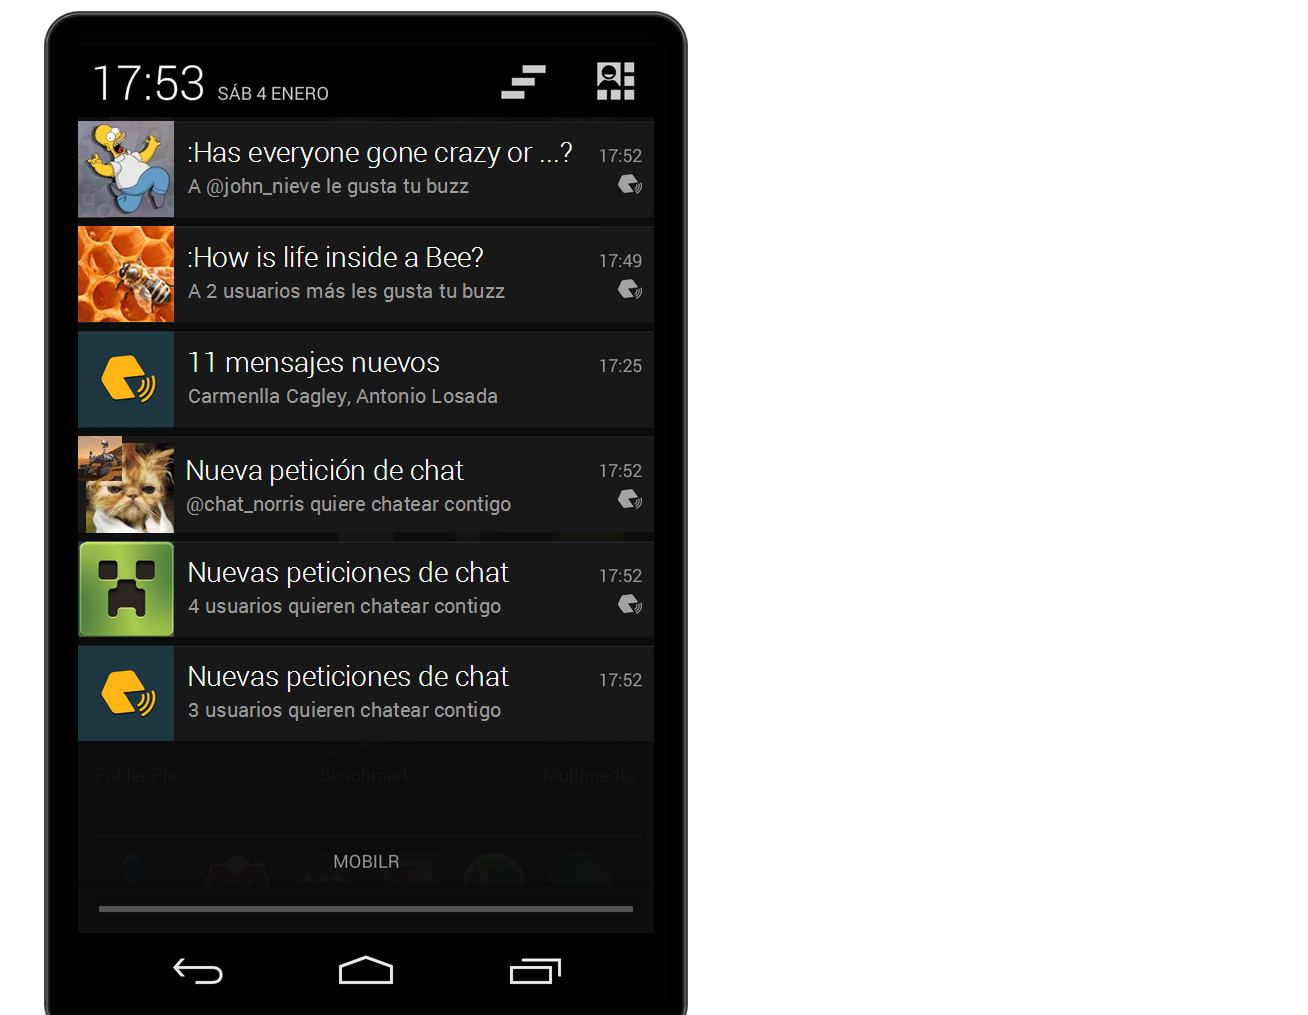 17:53 SÁB 4 ENERO
:Has everyone gone crazy or ...? 17:52
A @john_nieve le gusta tu buzz
:How is life inside a Bee? 17:49
A 2 usuarios más les gusta tu buzz
11 mensajes nuevos 17:25
Carmenlla Cagley, Antonio Losada
Nueva petición de chat 17:52
@chat_norris quiere chatear contigo
Nuevas peticiones de chat 17:52
4 usuarios quieren chatear contigo
Nuevas peticiones de chat 17:52
3 usuarios quieren chatear contigo
Folder Pla.. Benchmark Multimedia
MOBILR